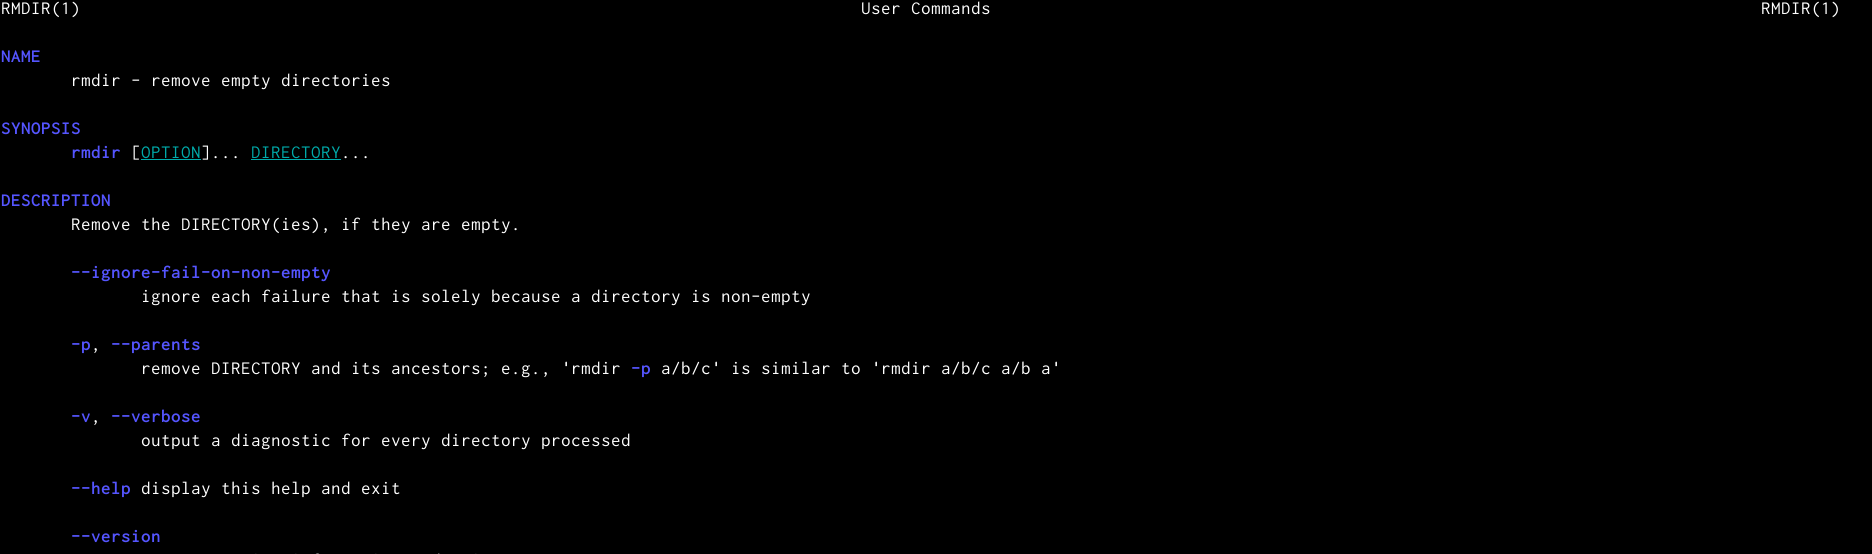 RMDIR(1) User Commands RMDIR(1)
NAME
rmdir - remove empty directories
SYNOPSIS
rmdir [OPTION]... DIRECTORY...
DESCRIPTION
Remove the DIRECTORY(ies), if they are empty.
--ignore-fail-on-non-empty
ignore each failure that is solely because a directory is non-empty
-p, --parents
remove DIRECTORY and its ancestors; e.g., 'rmdir -p a/b/c' is similar to 'rmdir a/b/c a/b a'
-v, --verbose
output a diagnostic for every directory processed
--help display this help and exit
--version